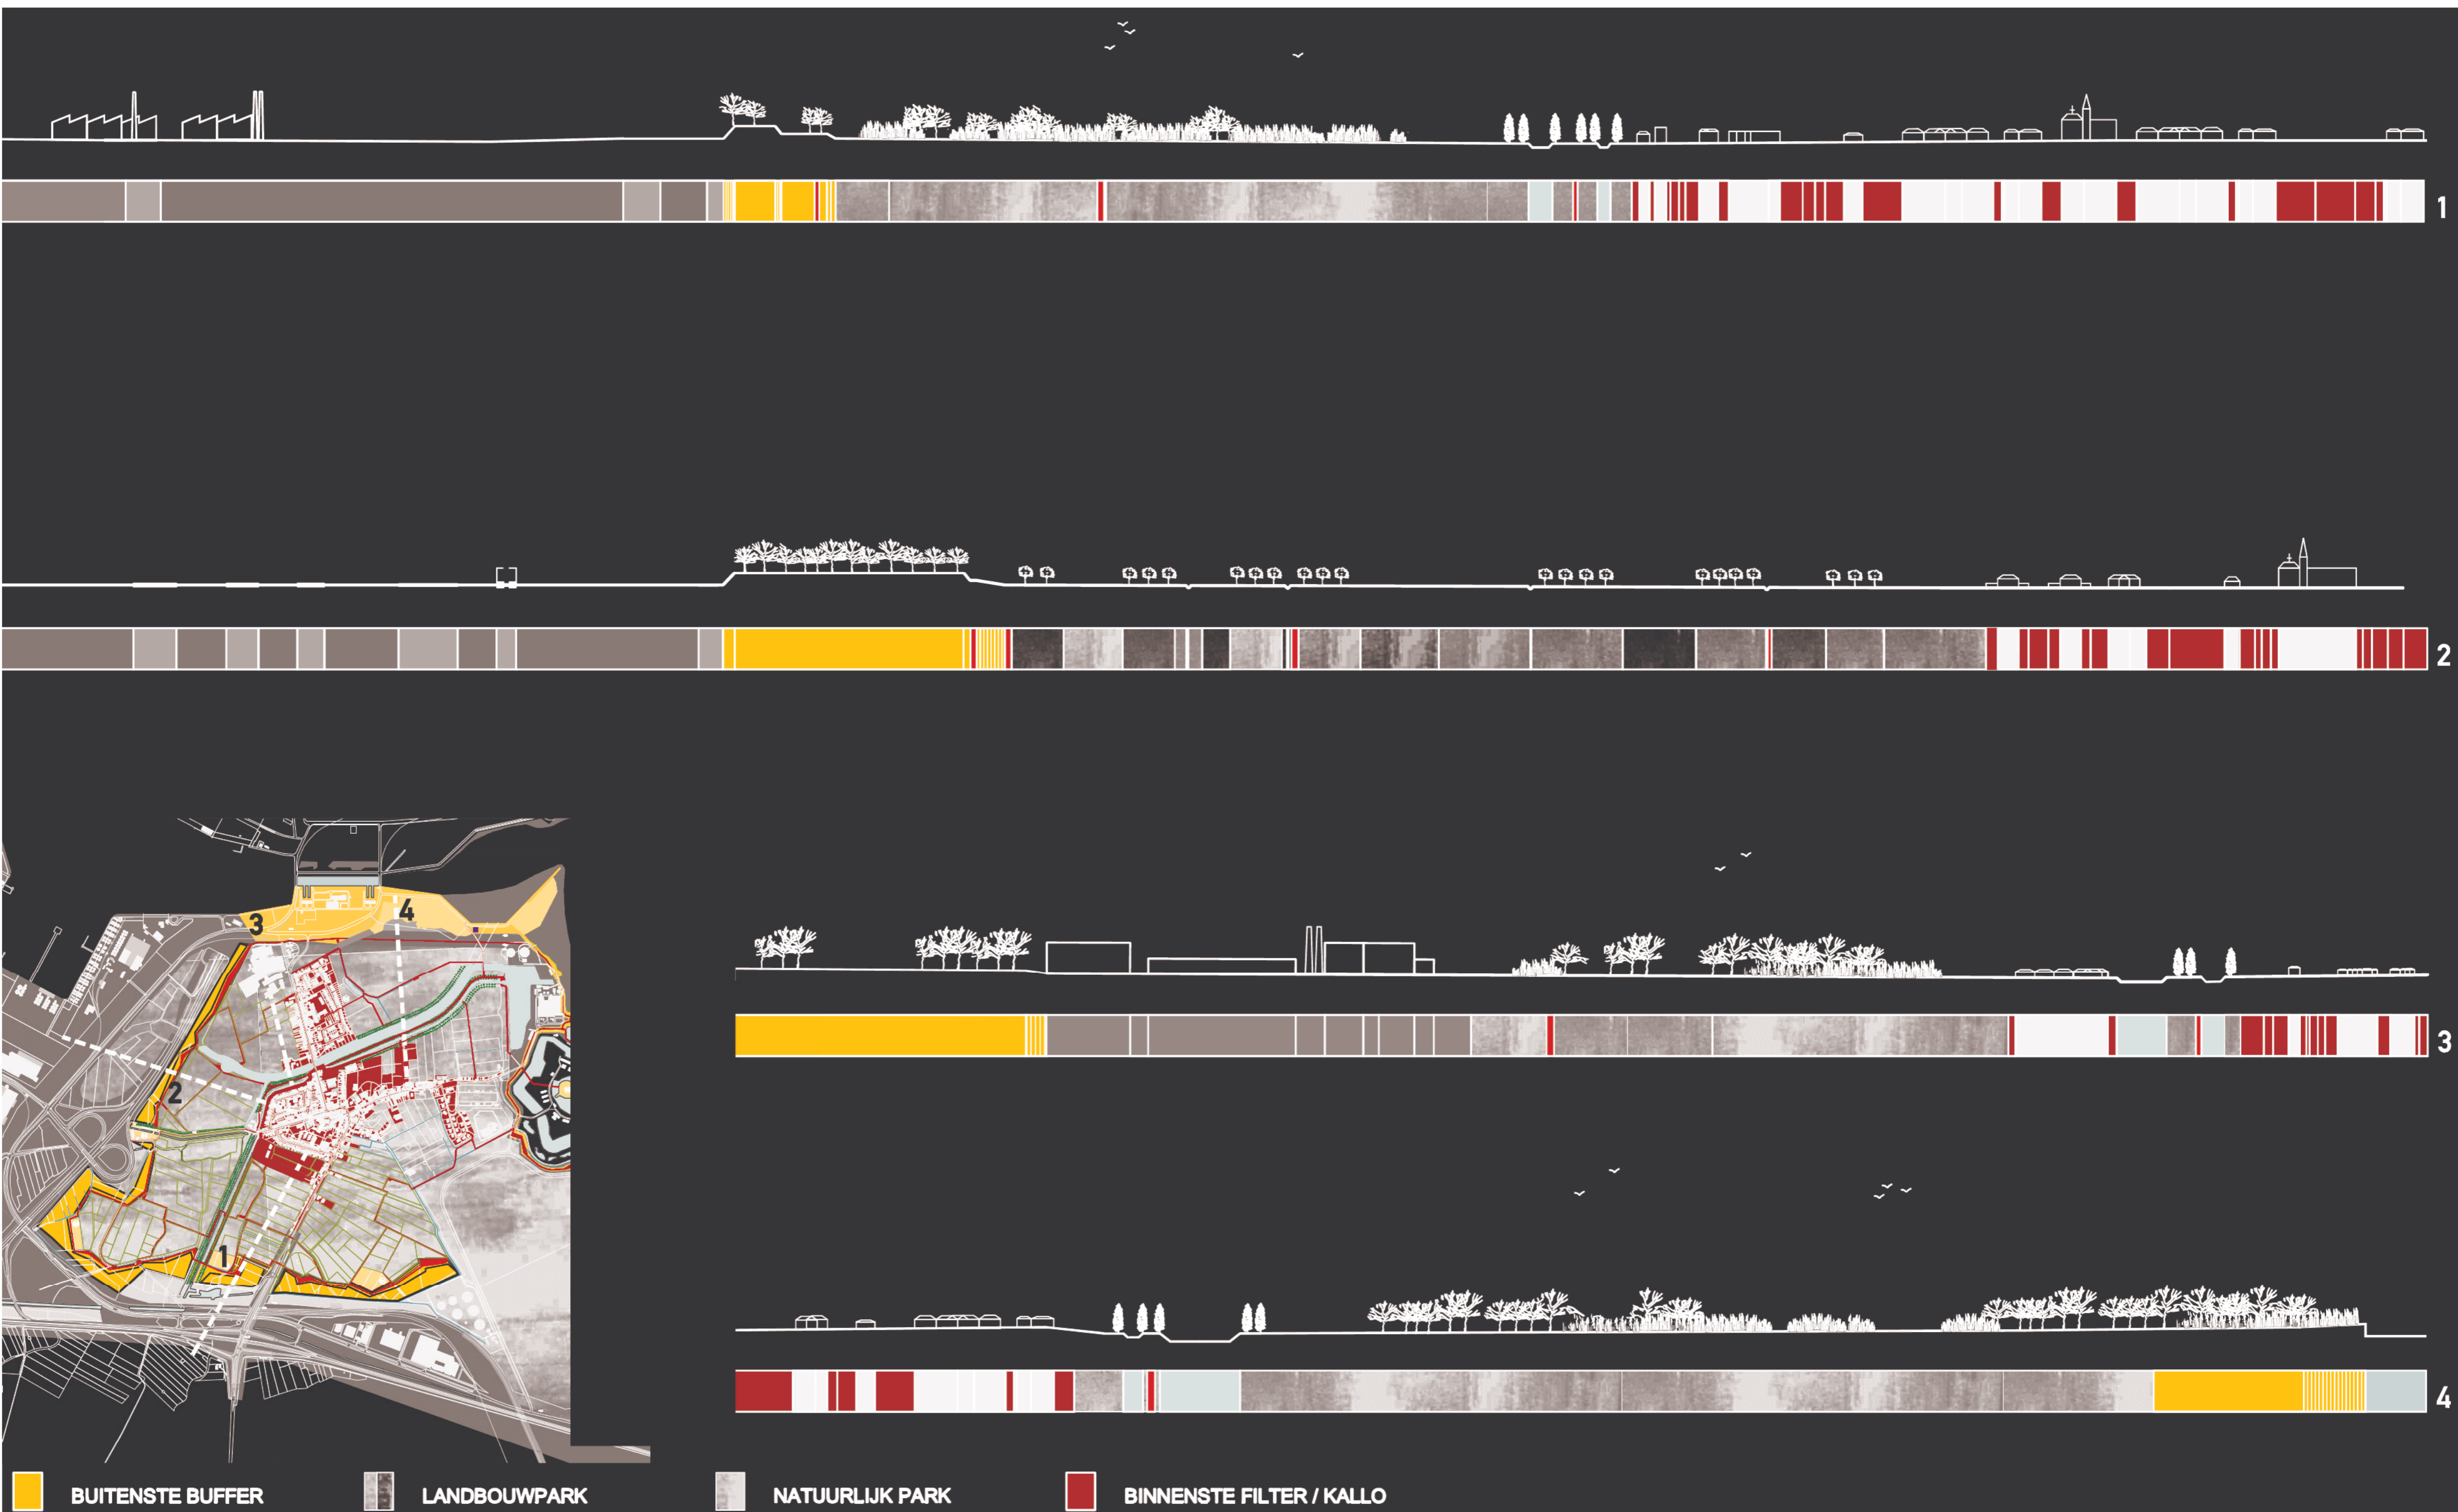 1
2
3
4
3
4
2
1
BUITENSTE BUFFER
LANDBOUWPARK
NATUURLIJK PARK
BINNENSTE FILTER / KALLO